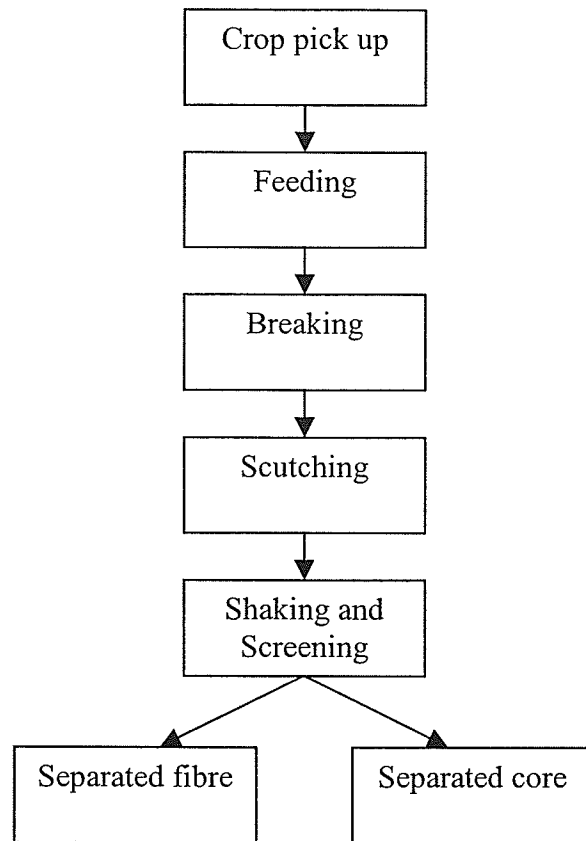 Crop pick up
Feeding
Breaking
Scutching
Shaking and
Screening
Separated fibre
Separated core